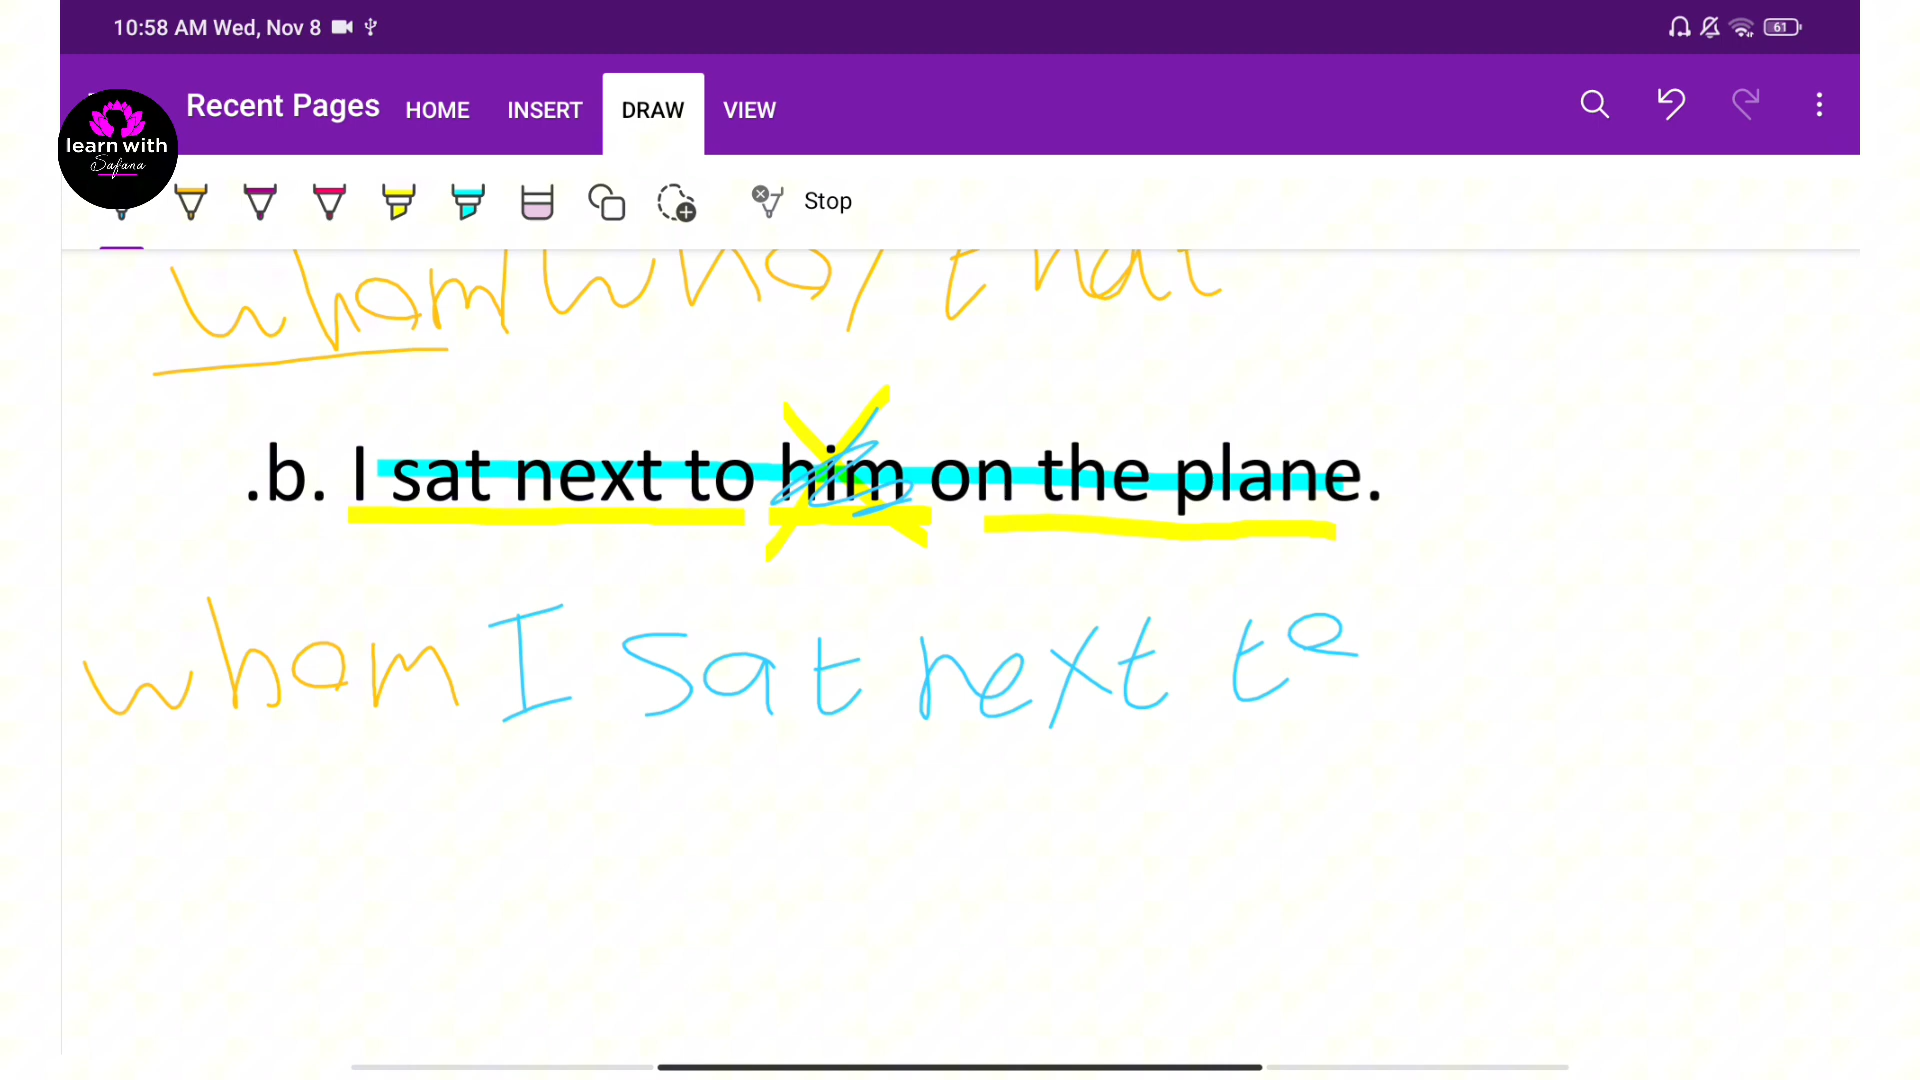 10:58 AM Wed, Nov 8
61
learn with
Safana
Recent Pages HOME INSERT DRAW VIEW
Stop
whom who / that
.b. I sat next to him on the plane.
whom I sat next to